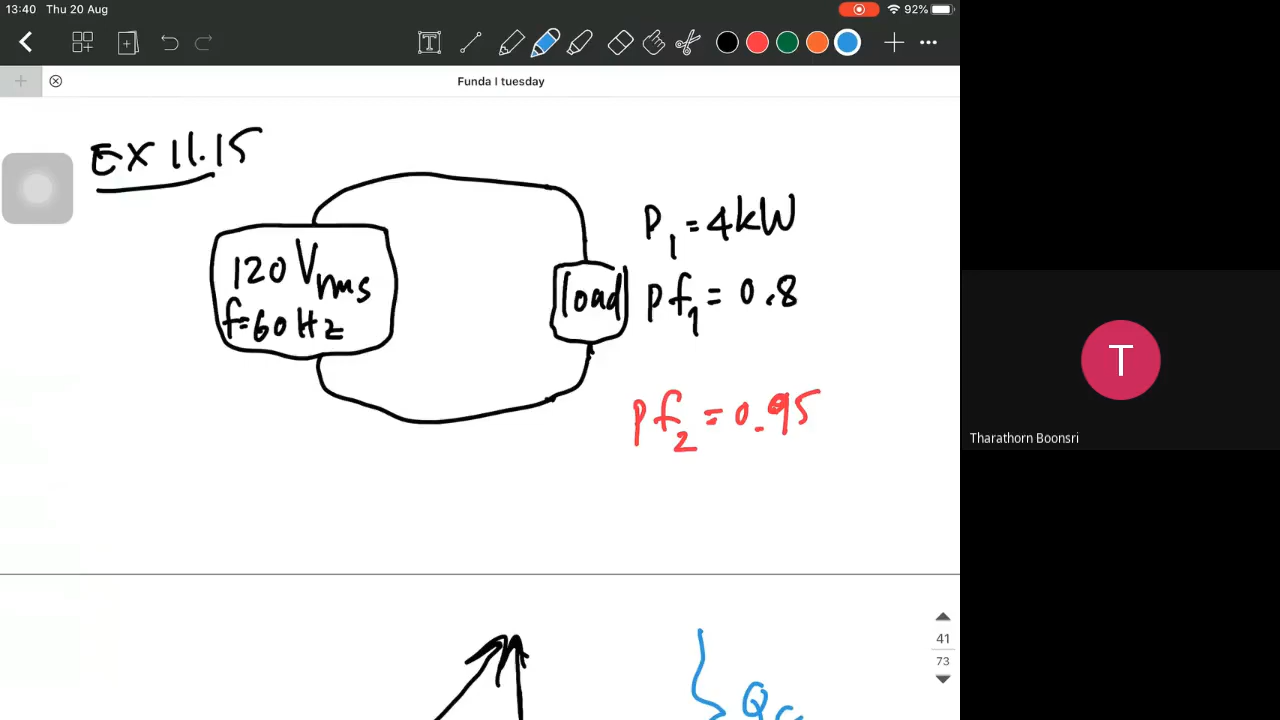 13:40 Thu 20 Aug
92%
Funda I tuesday
EX 11.15
120 Vrms
f=60Hz
load
P1 = 4kW
pf1 = 0.8
pf2 = 0.95
41
73
Qc
T
Tharathorn Boonsri